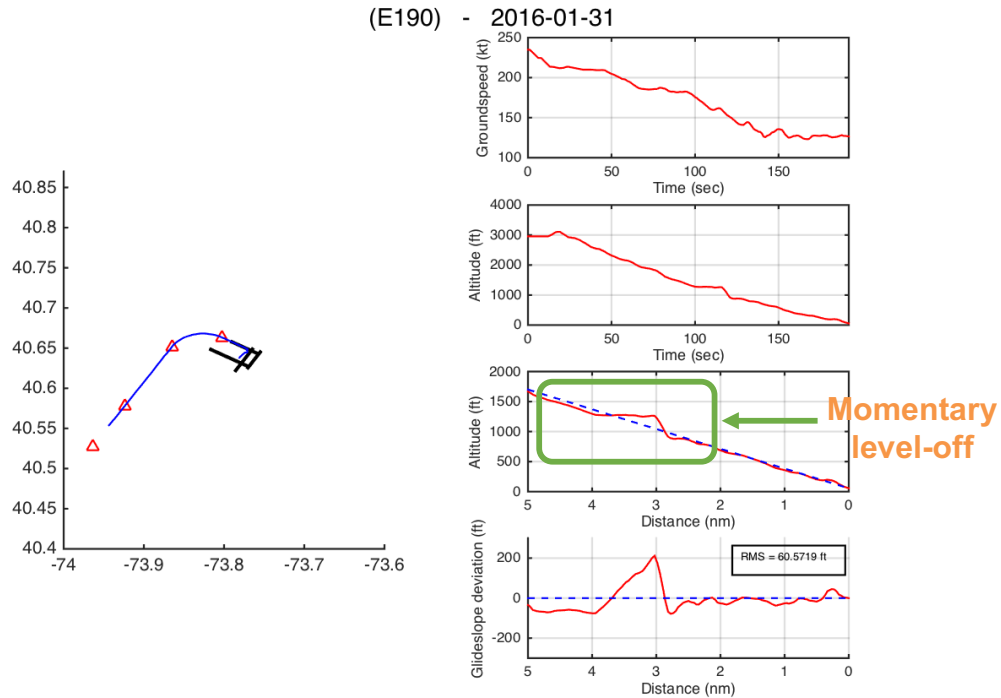 (E190) - 2016-01-31
40.85
40.8
40.75
40.7
40.65
40.6
40.55
40.5
40.45
40.4
-74 -73.9 -73.8 -73.7 -73.6
Groundspeed (kt)
250
200
150
100
0 50 100 150
Time (sec)
Altitude (ft)
4000
3000
2000
1000
0
0 50 100 150
Time (sec)
Altitude (ft)
2000
1500
1000
500
0
5 4 3 2 1 0
Distance (nm)
Momentary
level-off
Glideslope deviation (ft)
200
0
-200
RMS = 60.5719 ft
5 4 3 2 1 0
Distance (nm)